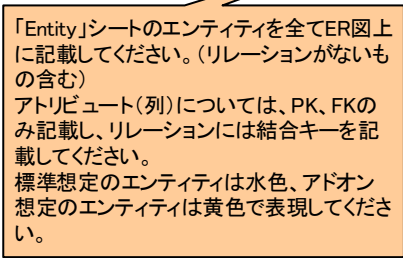 「Entity」シートのエンティティを全てER図上
に記載してください。（リレーションがないも
の含む）
アトリビュート（列）については、PK、FKの
み記載し、リレーションには結合キーを記
載してください。
標準想定のエンティティは水色、アドオン
想定のエンティティは黄色で表現してくださ
い。